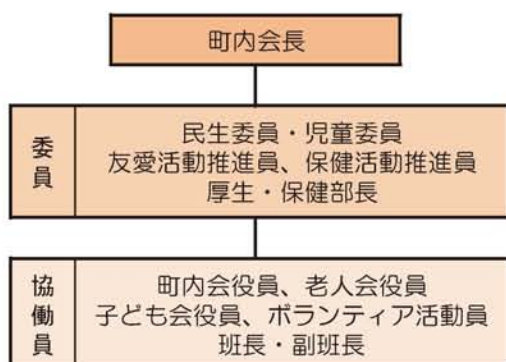 町内会長
委員
民生委員・児童委員
友愛活動推進員、保健活動推進員
厚生・保健部長
協働員
町内会役員、老人会役員
子ども会役員、ボランティア活動員
班長・副班長